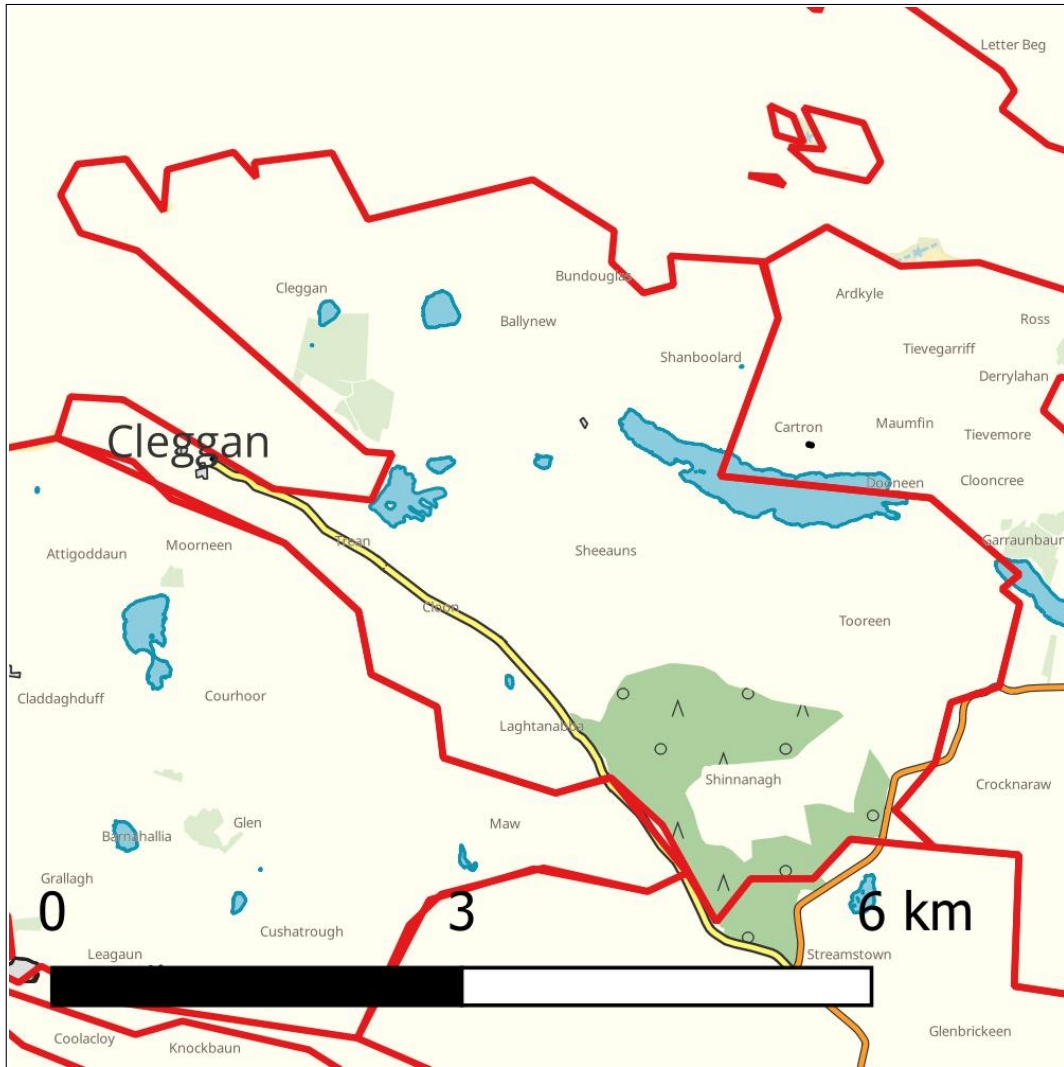 Letter Beg
Bundouglas
Cleggan
Ardkyle
Ballynew
Ross
Shanboolard
Tievegarriff
Derrylahan
Cleggan
Cartron
Maumfin
Tievemore
Dooneen
Clooncree
Attigoddaun
Moorneen
Trean
Sheeauns
Garraunbaun
Cloon
Tooreen
Claddaghduff
Courhoor
Laghtanabba
Shinnanagh
Crocknaraw
Barnahallia
Glen
Maw
Grallagh
0 3 6 km
Cushatrough
Leagaun
Streamstown
Coolacloy
Knockbaun
Glenbrickeen